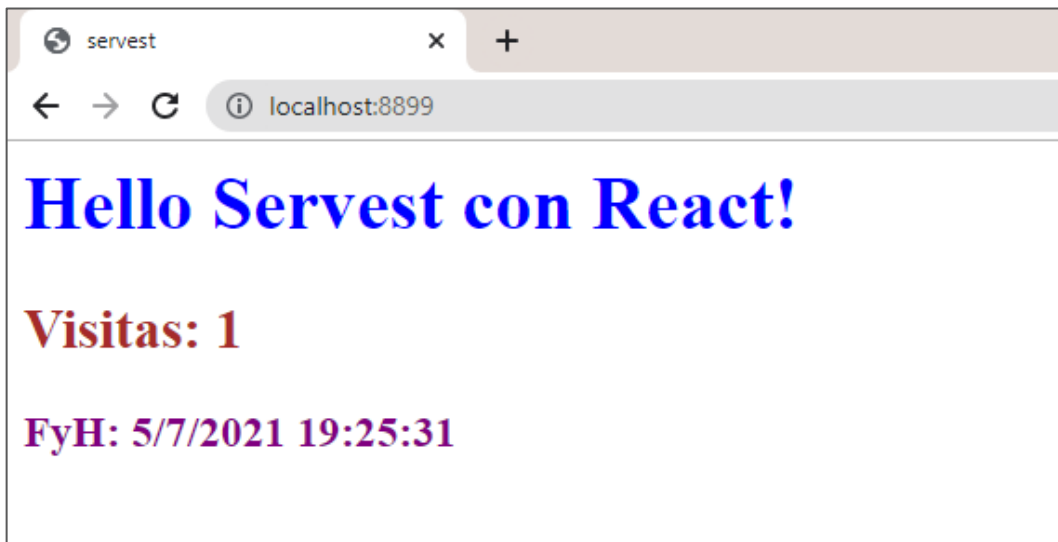 servest
localhost:8899
Hello Servest con React!
Visitas: 1
FyH: 5/7/2021 19:25:31